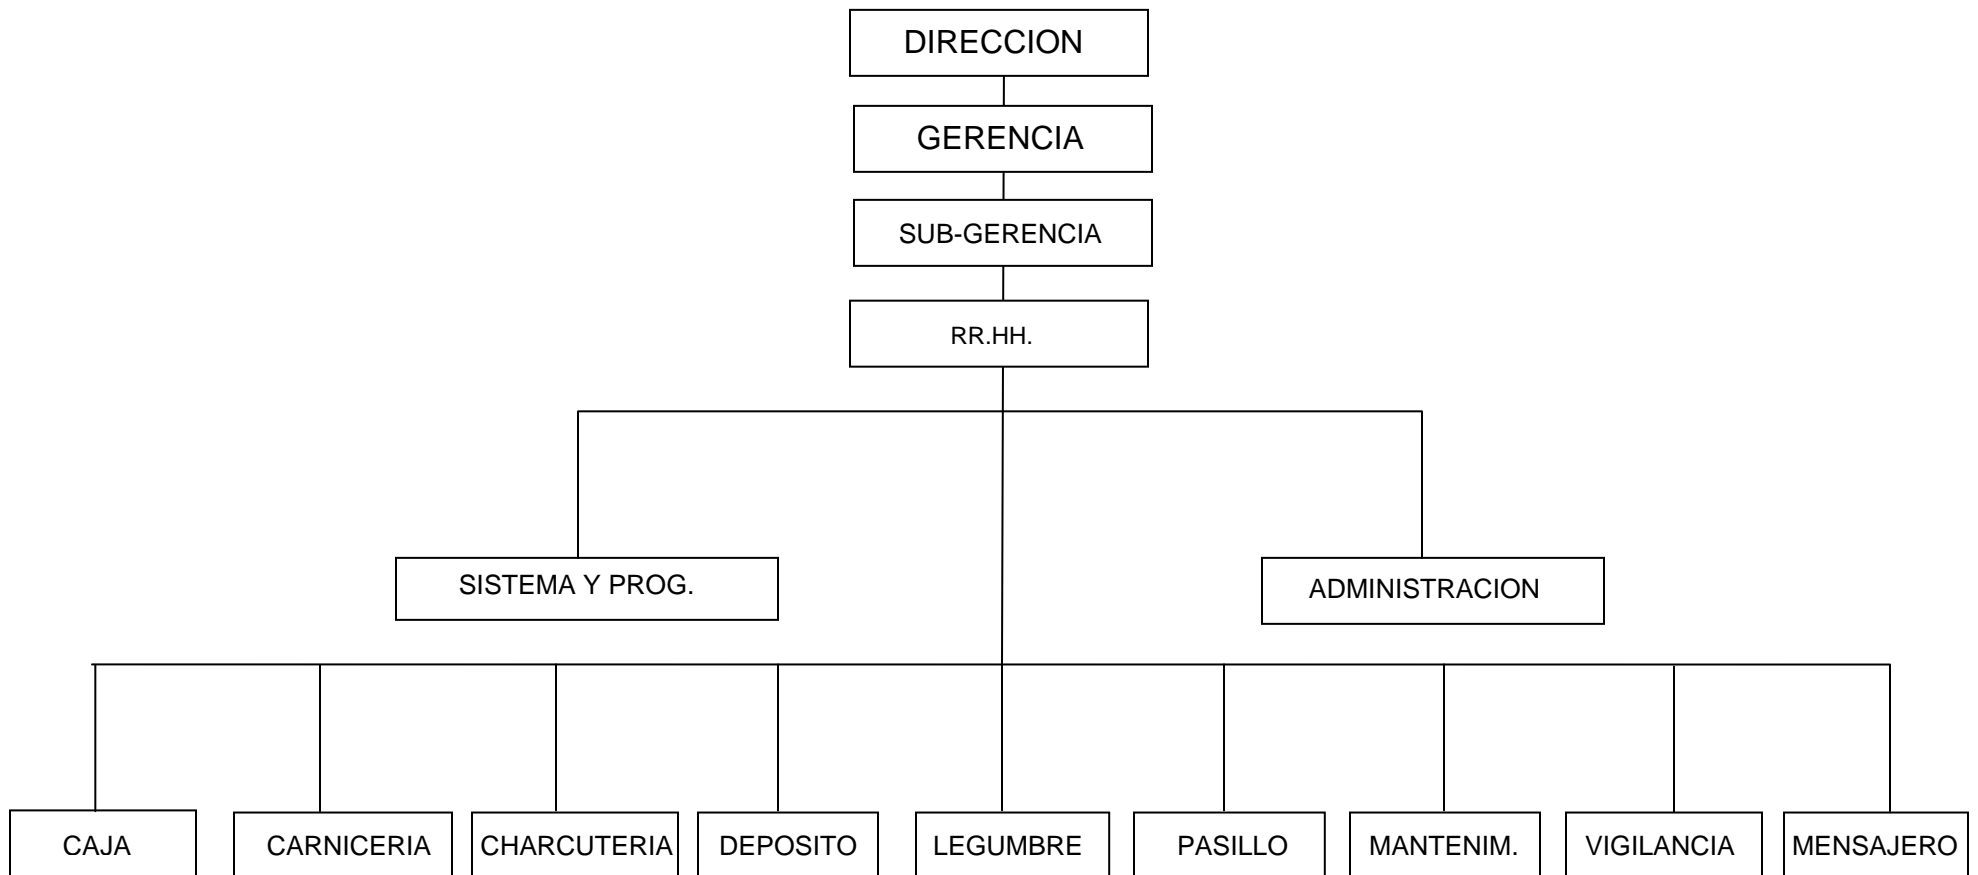 DIRECCION
GERENCIA
SUB-GERENCIA
RR.HH.
SISTEMA Y PROG.
ADMINISTRACION
CAJA
CARNICERIA
CHARCUTERIA
DEPOSITO
LEGUMBRE
PASILLO
MANTENIM.
VIGILANCIA
MENSAJERO